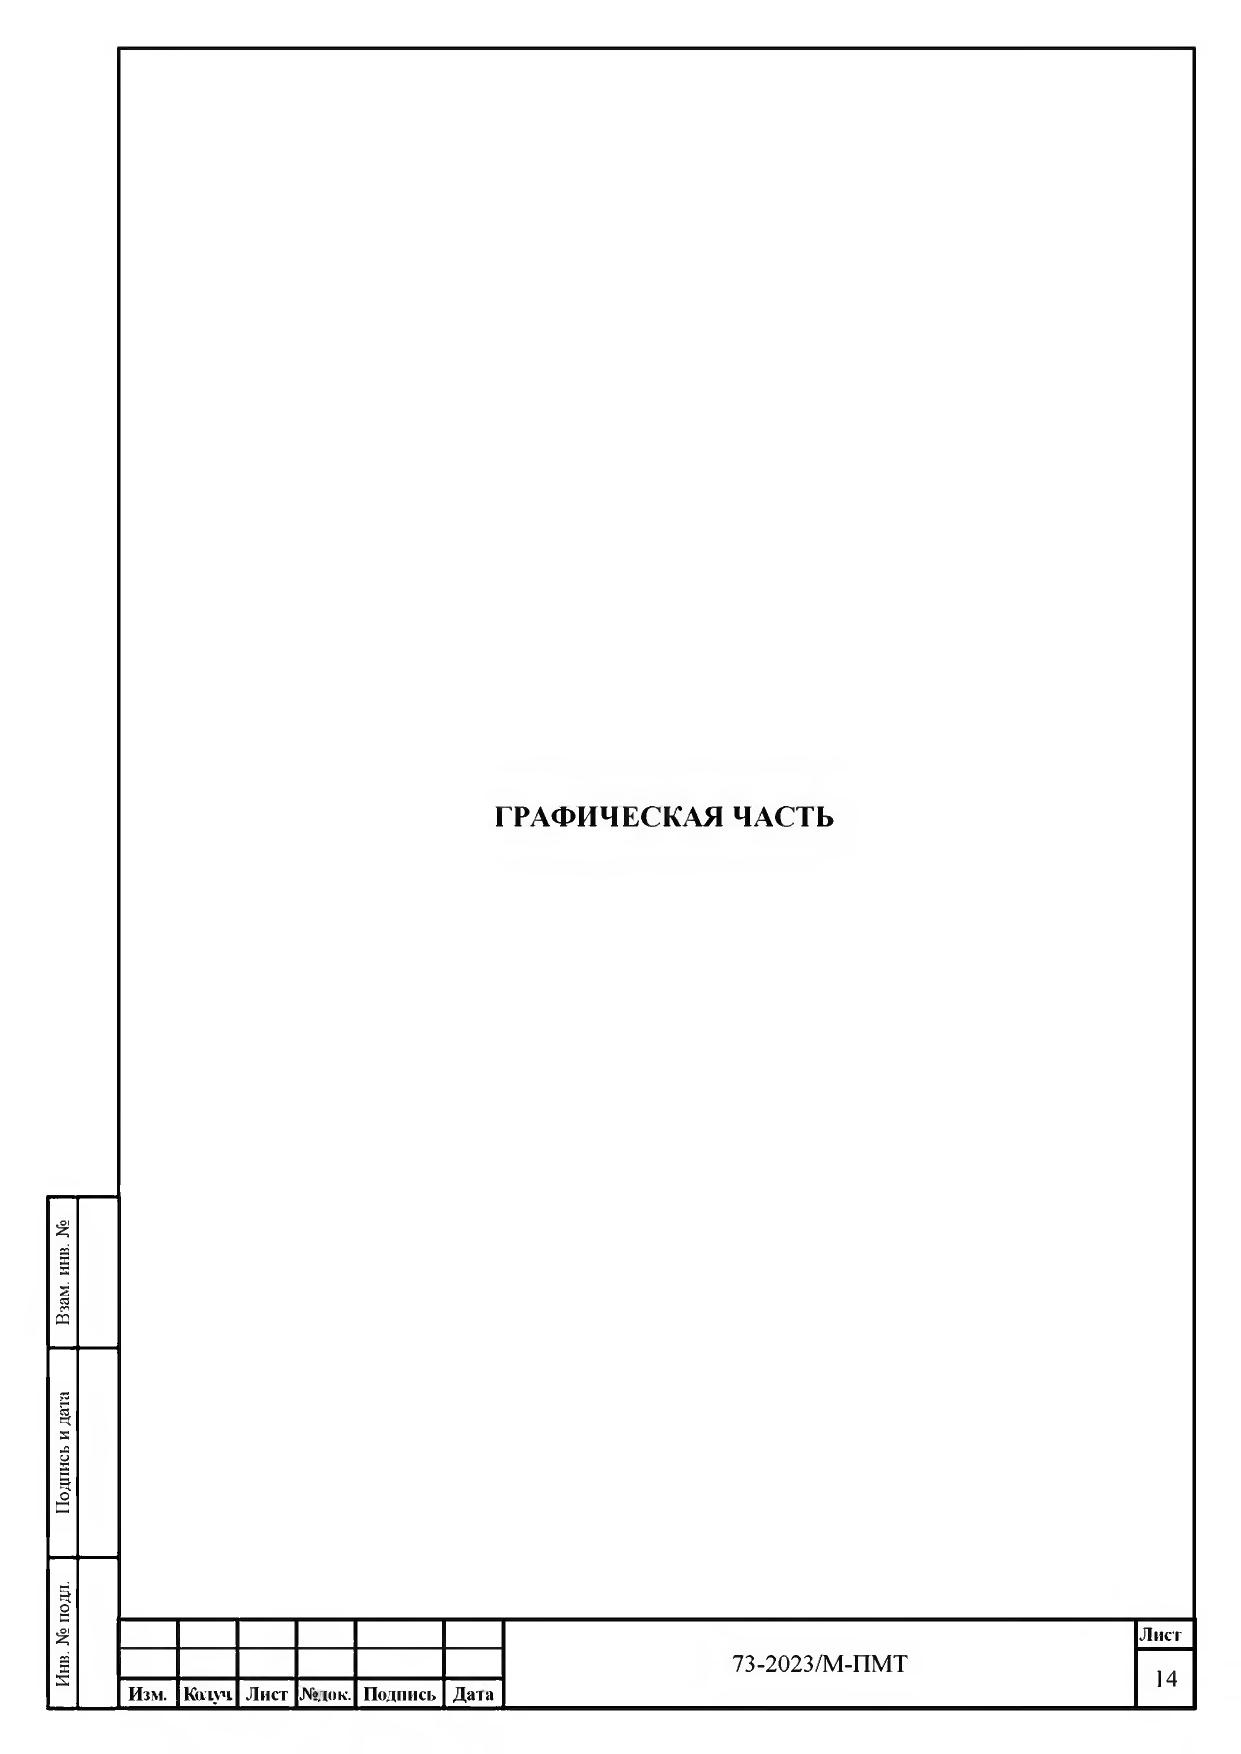 ГРАФИЧЕСКАЯ ЧАСТЬ
Взам. инв. №
Подпись и дата
Инв. № подл.
Изм. Кол.уч. Лист №док. Подпись Дата
73-2023/М-ПМТ
Лист
14